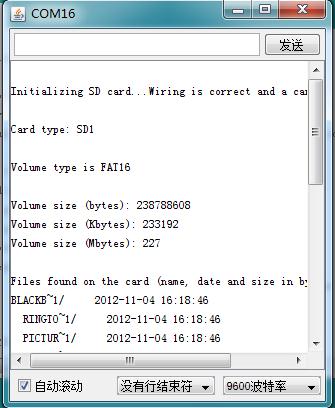 COM16
发送
Initializing SD card...Wiring is correct and a car
Card type: SD1
Volume type is FAT16
Volume size (bytes): 238788608
Volume size (Kbytes): 233192
Volume size (Mbytes): 227
Files found on the card (name, date and size in by
BLACKB~1/ 2012-11-04 16:18:46
RINGTO~1/ 2012-11-04 16:18:46
PICTUR~1/ 2012-11-04 16:18:46
自动滚动 没有行结束符 9600波特率